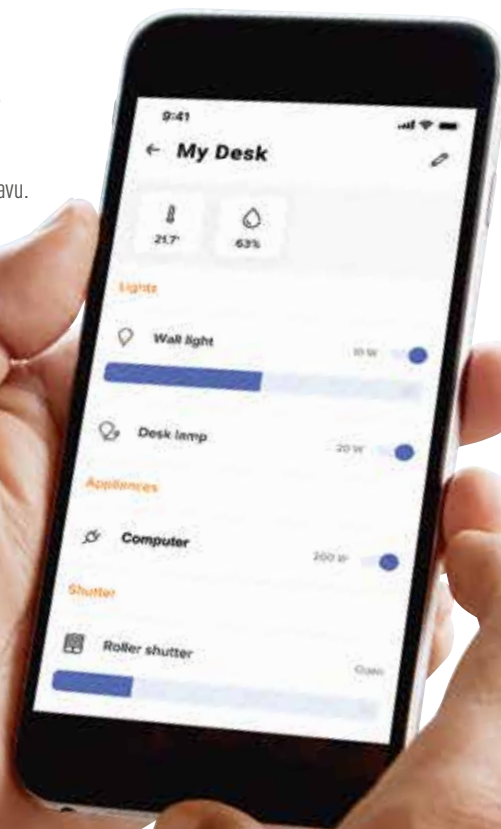 avu.
9:41
← My Desk
21.7°
63%
Lights
Wall light
10 W
Desk lamp
20 W
Appliances
Computer
200 W
Shutter
Roller shutter
Open